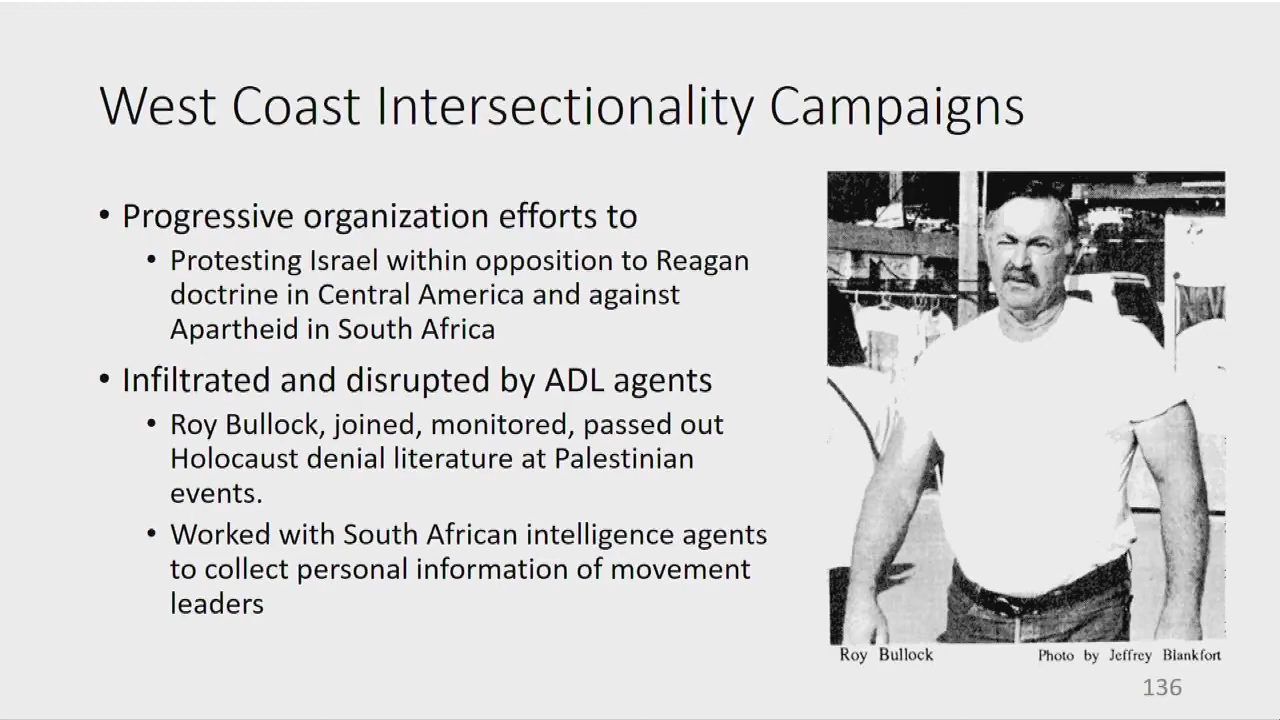 West Coast Intersectionality Campaigns
• Progressive organization efforts to
• Protesting Israel within opposition to Reagan
doctrine in Central America and against
Apartheid in South Africa
• Infiltrated and disrupted by ADL agents
• Roy Bullock, joined, monitored, passed out
Holocaust denial literature at Palestinian
events.
• Worked with South African intelligence agents
to collect personal information of movement
leaders
Roy Bullock
Photo by Jeffrey Blankfort
136